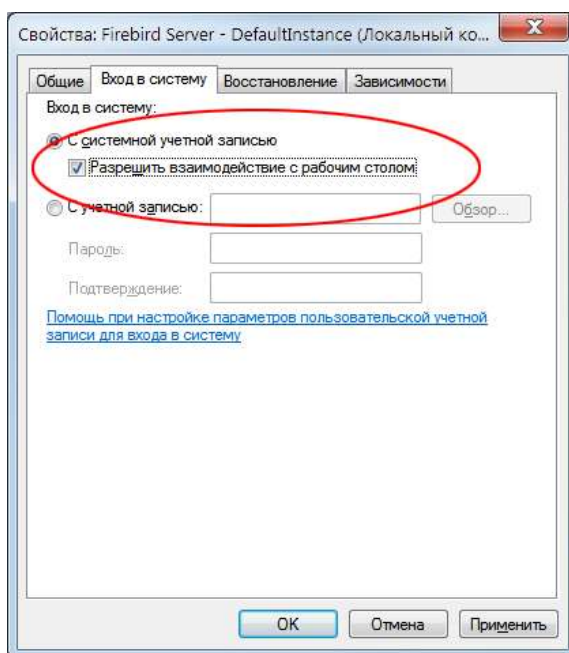 Свойства: Firebird Server - DefaultInstance (Локальный ко...
Общие Вход в систему Восстановление Зависимости
Вход в систему:
С системной учетной записью
Разрешить взаимодействие с рабочим столом
С учетной записью: Обзор...
Пароль:
Подтверждение:
Помощь при настройке параметров пользовательской учетной
записи для входа в систему
ОК Отмена Применить